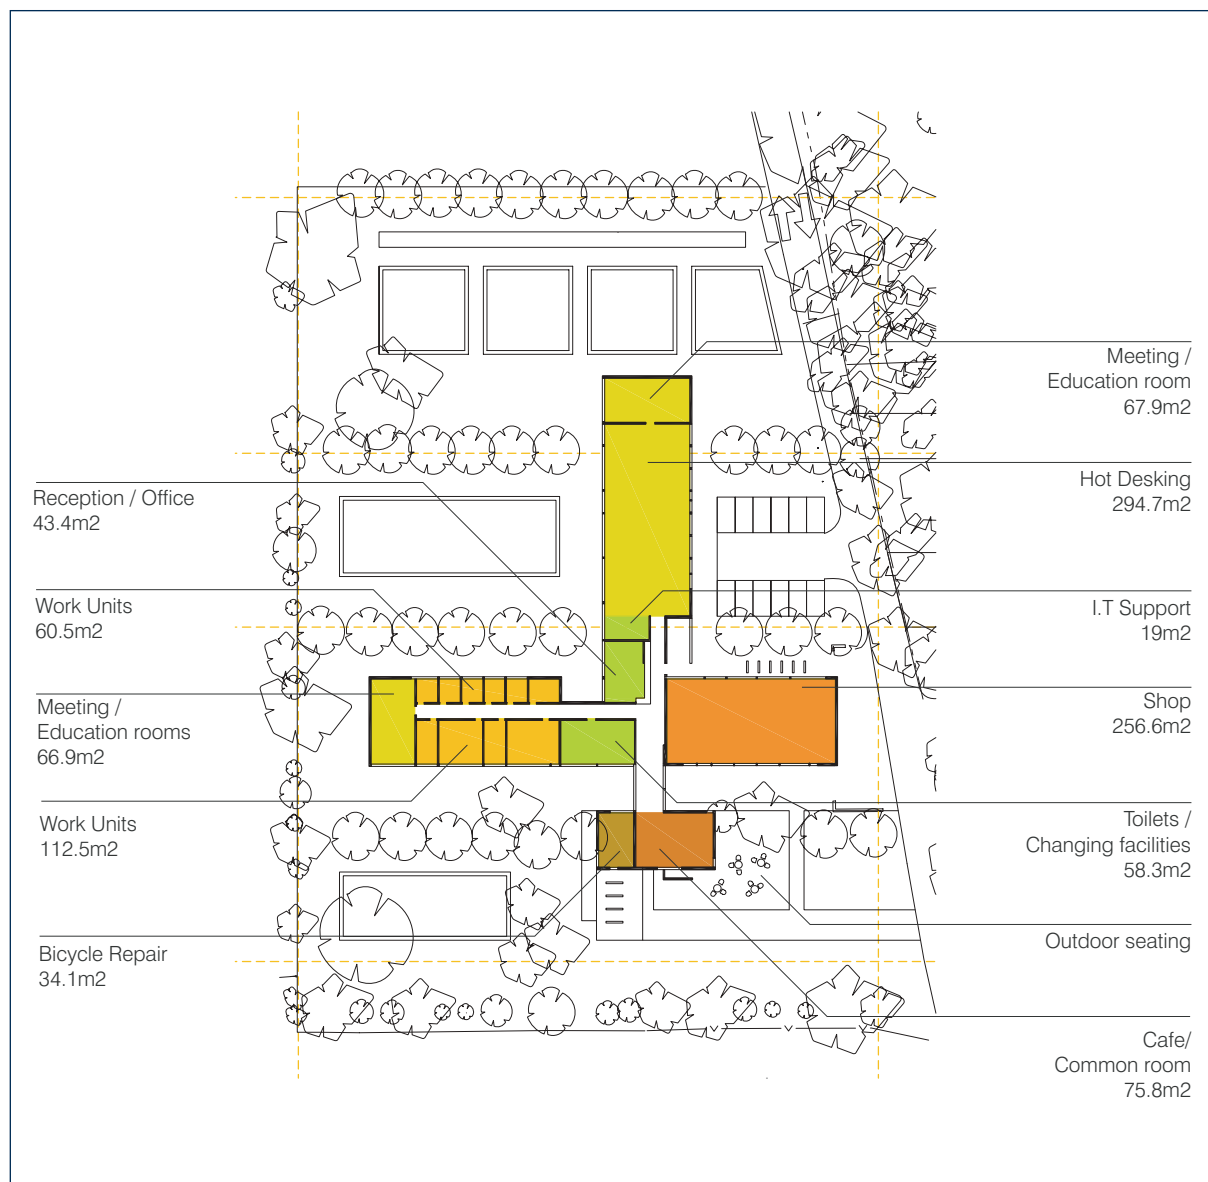 Reception / Office
43.4m2
Work Units
60.5m2
Meeting /
Education rooms
66.9m2
Work Units
112.5m2
Bicycle Repair
34.1m2
Meeting /
Education room
67.9m2
Hot Desking
294.7m2
I.T Support
19m2
Shop
256.6m2
Toilets /
Changing facilities
58.3m2
Outdoor seating
Cafe/
Common room
75.8m2